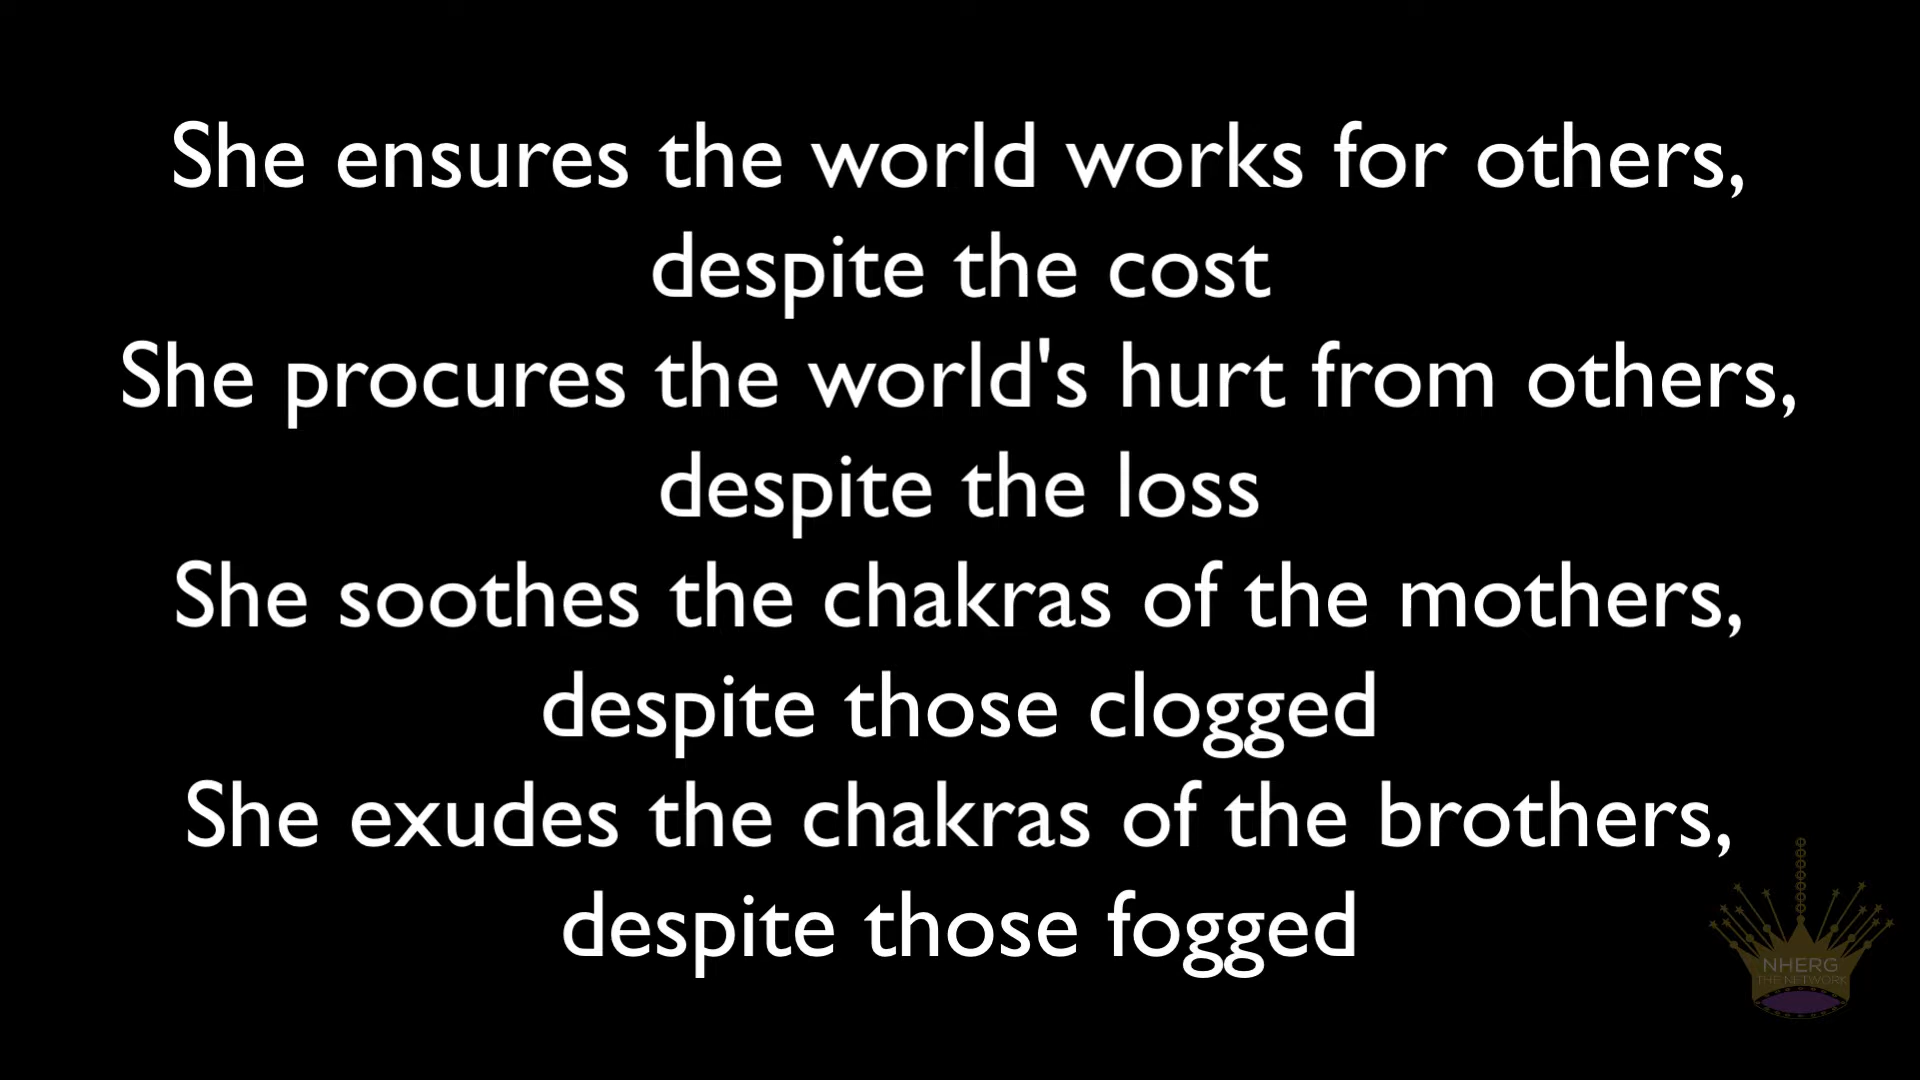 She ensures the world works for others,
despite the cost
She procures the world's hurt from others,
despite the loss
She soothes the chakras of the mothers,
despite those clogged
She exudes the chakras of the brothers,
despite those fogged
NHERG
THE NETWORK